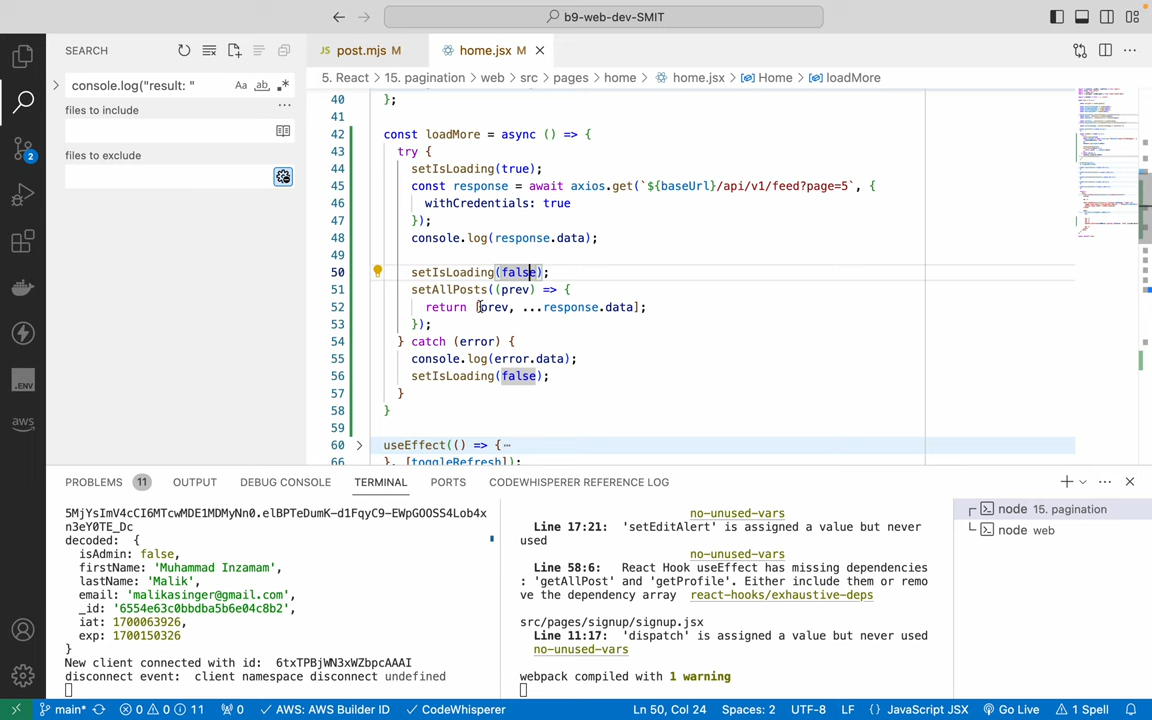 b9-web-dev-SMIT
SEARCH
console.log("result: "
Aa
ab
files to include
files to exclude
JS post.mjs M
home.jsx M
5. React > 15. pagination > web > src > pages > home > home.jsx > Home > loadMore
40 };
41
42 const loadMore = async () => {
43 try {
44 setIsLoading(true);
45 const response = await axios.get(`${baseUrl}/api/v1/feed?page=5`, {
46 withCredentials: true
47 });
48 console.log(response.data);
49
50 setIsLoading(false);
51 setAllPosts((prev) => {
52 return [prev, ...response.data];
53 });
54 } catch (error) {
55 console.log(error.data);
56 setIsLoading(false);
57 }
58 }
59
60 useEffect(() => {
66 }, [toggleRefresh]);
2
.ENV
aws
PROBLEMS 11 OUTPUT DEBUG CONSOLE TERMINAL PORTS CODEWHISPERER REFERENCE LOG
5MjYsImV4cCI6MTcwMDE1MDMyNn0.elBPTeDumK-d1FqyC9-EWpGOOSS4Lob4x
n3eY0TE_Dc
decoded: {
isAdmin: false,
firstName: 'Muhammad Inzamam',
lastName: 'Malik',
email: 'malikasinger@gmail.com',
_id: '6554e63c0bbdba5b6e04c8b2',
iat: 1700063926,
exp: 1700150326
}
New client connected with id: 6txTPBjWN3xWZbpcAAAI
disconnect event: client namespace disconnect undefined
no-unused-vars
Line 17:21: 'setEditAlert' is assigned a value but never
used
no-unused-vars
Line 58:6: React Hook useEffect has missing dependencies
: 'getAllPost' and 'getProfile'. Either include them or remo
ve the dependency array react-hooks/exhaustive-deps
src/pages/signup/signup.jsx
Line 11:17: 'dispatch' is assigned a value but never used
no-unused-vars
webpack compiled with 1 warning
node 15. pagination
node web
main* 0 0 11 0 AWS: AWS Builder ID CodeWhisperer Ln 50, Col 24 Spaces: 2 UTF-8 LF {} JavaScript JSX Go Live 1 Spell